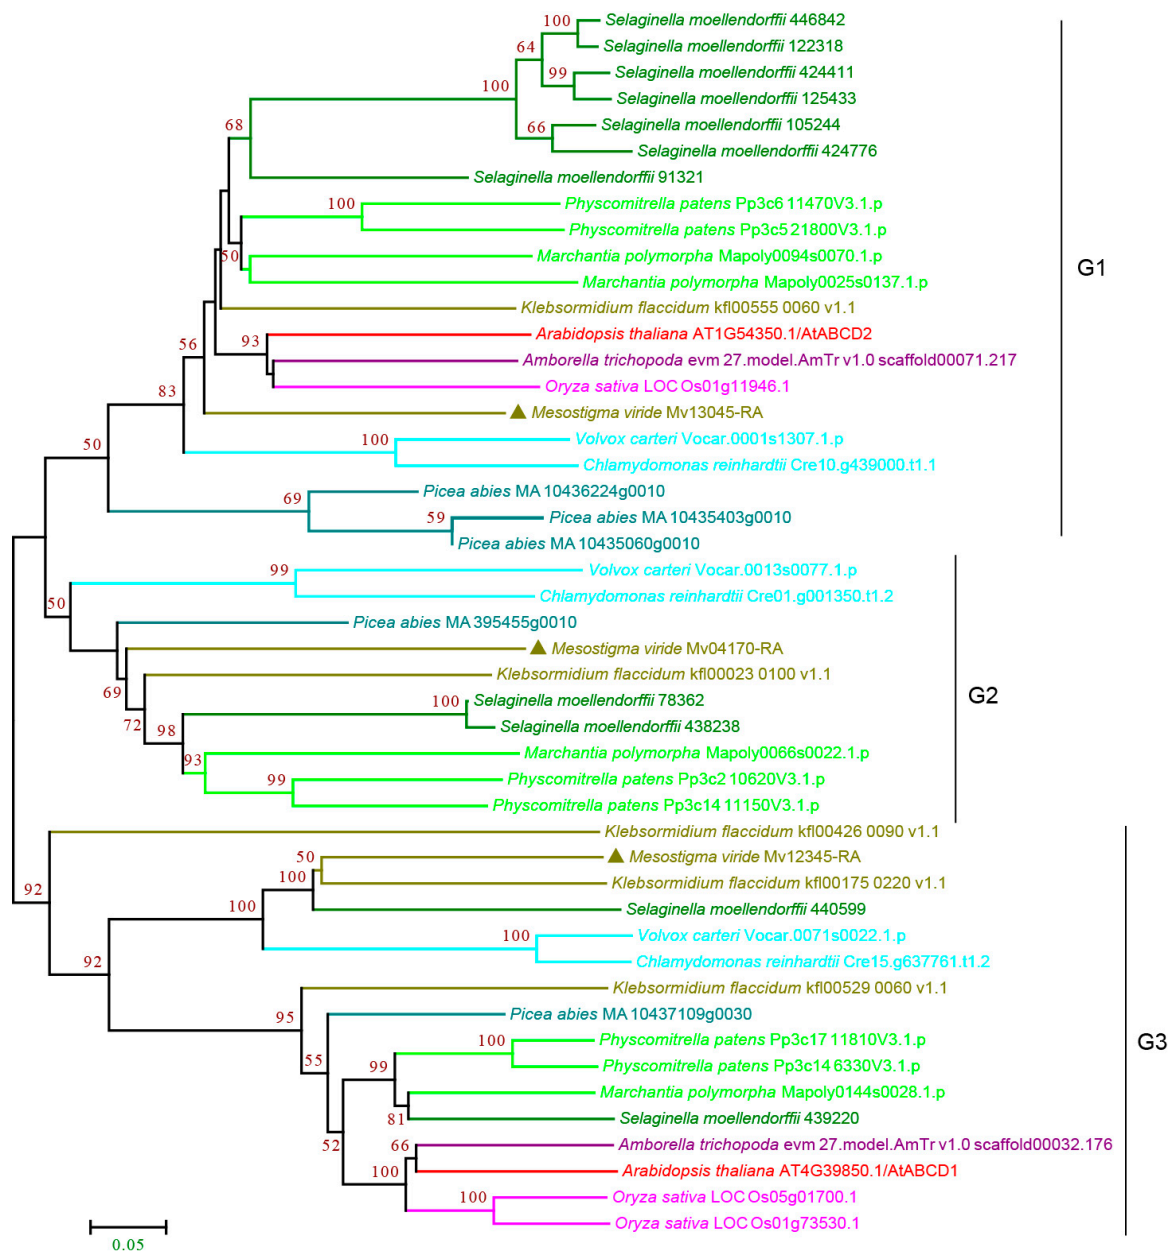 100
Selaginella moellendorffii 446842
64
Selaginella moellendorffii 122318
99
Selaginella moellendorffii 424411
100
Selaginella moellendorffii 125433
68
66
Selaginella moellendorffii 105244
Selaginella moellendorffii 424776
Selaginella moellendorffii 91321
100
Physcomitrella patens Pp3c6 11470V3.1.p
Physcomitrella patens Pp3c5 21800V3.1.p
50
Marchantia polymorpha Mapoly0094s0070.1.p
G1
Marchantia polymorpha Mapoly0025s0137.1.p
Klebsormidium flaccidum kfl00555 0060 v1.1
Arabidopsis thaliana AT1G54350.1/AtABCD2
93
56
Amborella trichopoda evm 27.model.AmTr v1.0 scaffold00071.217
83
Oryza sativa LOC Os01g11946.1
Mesostigma viride Mv13045-RA
50
100
Volvox carteri Vocar.0001s1307.1.p
Chlamydomonas reinhardtii Cre10.g439000.t1.1
69
Picea abies MA 10436224g0010
59
Picea abies MA 10435403g0010
Picea abies MA 10435060g0010
99
Volvox carteri Vocar.0013s0077.1.p
50
Chlamydomonas reinhardtii Cre01.g001350.t1.2
Picea abies MA 395455g0010
Mesostigma viride Mv04170-RA
69
Klebsormidium flaccidum kfl00023 0100 v1.1
G2
100
Selaginella moellendorffii 78362
72
98
Selaginella moellendorffii 438238
93
Marchantia polymorpha Mapoly0066s0022.1.p
99
Physcomitrella patens Pp3c2 10620V3.1.p
Physcomitrella patens Pp3c14 11150V3.1.p
Klebsormidium flaccidum kfl00426 0090 v1.1
50
Mesostigma viride Mv12345-RA
92
100
Klebsormidium flaccidum kfl00175 0220 v1.1
100
Selaginella moellendorffii 440599
100
Volvox carteri Vocar.0071s0022.1.p
92
Chlamydomonas reinhardtii Cre15.g637761.t1.2
Klebsormidium flaccidum kfl00529 0060 v1.1
95
Picea abies MA 10437109g0030
100
Physcomitrella patens Pp3c17 11810V3.1.p
G3
55
99
Physcomitrella patens Pp3c14 6330V3.1.p
Marchantia polymorpha Mapoly0144s0028.1.p
81
Selaginella moellendorffii 439220
52
66
Amborella trichopoda evm 27.model.AmTr v1.0 scaffold00032.176
100
Arabidopsis thaliana AT4G39850.1/AtABCD1
100
Oryza sativa LOC Os05g01700.1
Oryza sativa LOC Os01g73530.1
0.05